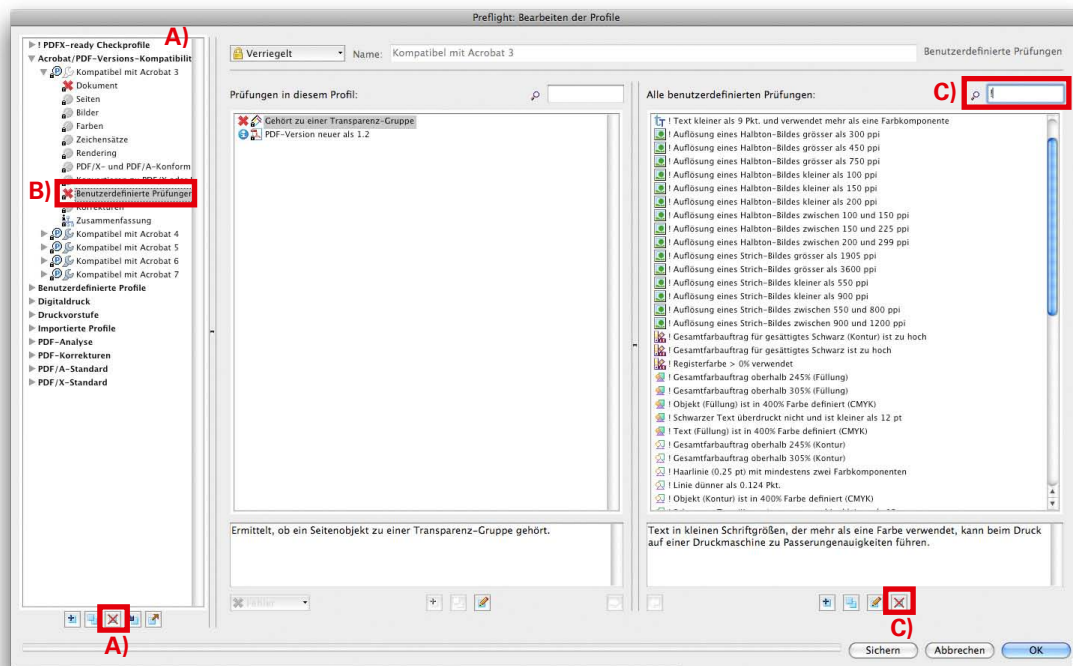 Preflight: Bearbeiten der Profile
A)
! PDFX-ready Checkprofile
Acrobat/PDF-Versions-Kompatibilit
Kompatibel mit Acrobat 3
Dokument
Seiten
Bilder
Farben
Zeichensätze
Rendering
PDF/X- und PDF/A-Konform
B)
Benutzerdefinierte Prüfungen
Korrekturen
Zusammenfassung
Kompatibel mit Acrobat 4
Kompatibel mit Acrobat 5
Kompatibel mit Acrobat 6
Kompatibel mit Acrobat 7
Benutzerdefinierte Profile
Digitaldruck
Druckvorstufe
Importierte Profile
PDF-Analyse
PDF-Korrekturen
PDF/A-Standard
PDF/X-Standard
A)
Verriegelt Name: Kompatibel mit Acrobat 3 Benutzerdefinierte Prüfungen
Prüfungen in diesem Profil:
Gehört zu einer Transparenz-Gruppe
PDF-Version neuer als 1.2
Ermittelt, ob ein Seitenobjekt zu einer Transparenz-Gruppe gehört.
Fehler
Alle benutzerdefinierten Prüfungen: C) !
! Text kleiner als 9 Pkt. und verwendet mehr als eine Farbkomponente
! Auflösung eines Halbton-Bildes grösser als 300 ppi
! Auflösung eines Halbton-Bildes grösser als 450 ppi
! Auflösung eines Halbton-Bildes grösser als 750 ppi
! Auflösung eines Halbton-Bildes kleiner als 100 ppi
! Auflösung eines Halbton-Bildes kleiner als 150 ppi
! Auflösung eines Halbton-Bildes kleiner als 200 ppi
! Auflösung eines Halbton-Bildes zwischen 100 und 150 ppi
! Auflösung eines Halbton-Bildes zwischen 150 und 225 ppi
! Auflösung eines Halbton-Bildes zwischen 200 und 299 ppi
! Auflösung eines Strich-Bildes grösser als 1905 ppi
! Auflösung eines Strich-Bildes grösser als 3600 ppi
! Auflösung eines Strich-Bildes kleiner als 550 ppi
! Auflösung eines Strich-Bildes kleiner als 900 ppi
! Auflösung eines Strich-Bildes zwischen 550 und 800 ppi
! Auflösung eines Strich-Bildes zwischen 900 und 1200 ppi
! Gesamtfarbauftrag für gesättigtes Schwarz (Kontur) ist zu hoch
! Gesamtfarbauftrag für gesättigtes Schwarz ist zu hoch
! Registerfarbe > 0% verwendet
! Gesamtfarbauftrag oberhalb 245% (Füllung)
! Gesamtfarbauftrag oberhalb 305% (Füllung)
! Objekt (Füllung) ist in 400% Farbe definiert (CMYK)
! Schwarzer Text überdruckt nicht und ist kleiner als 12 pt
! Text (Füllung) ist in 400% Farbe definiert (CMYK)
! Gesamtfarbauftrag oberhalb 245% (Kontur)
! Gesamtfarbauftrag oberhalb 305% (Kontur)
! Haarlinie (0.25 pt) mit mindestens zwei Farbkomponenten
! Linie dünner als 0.124 Pkt.
! Objekt (Kontur) ist in 400% Farbe definiert (CMYK)
Text in kleinen Schriftgrößen, der mehr als eine Farbe verwendet, kann beim Druck
auf einer Druckmaschine zu Passerungenauigkeiten führen.
C)
Sichern Abbrechen OK